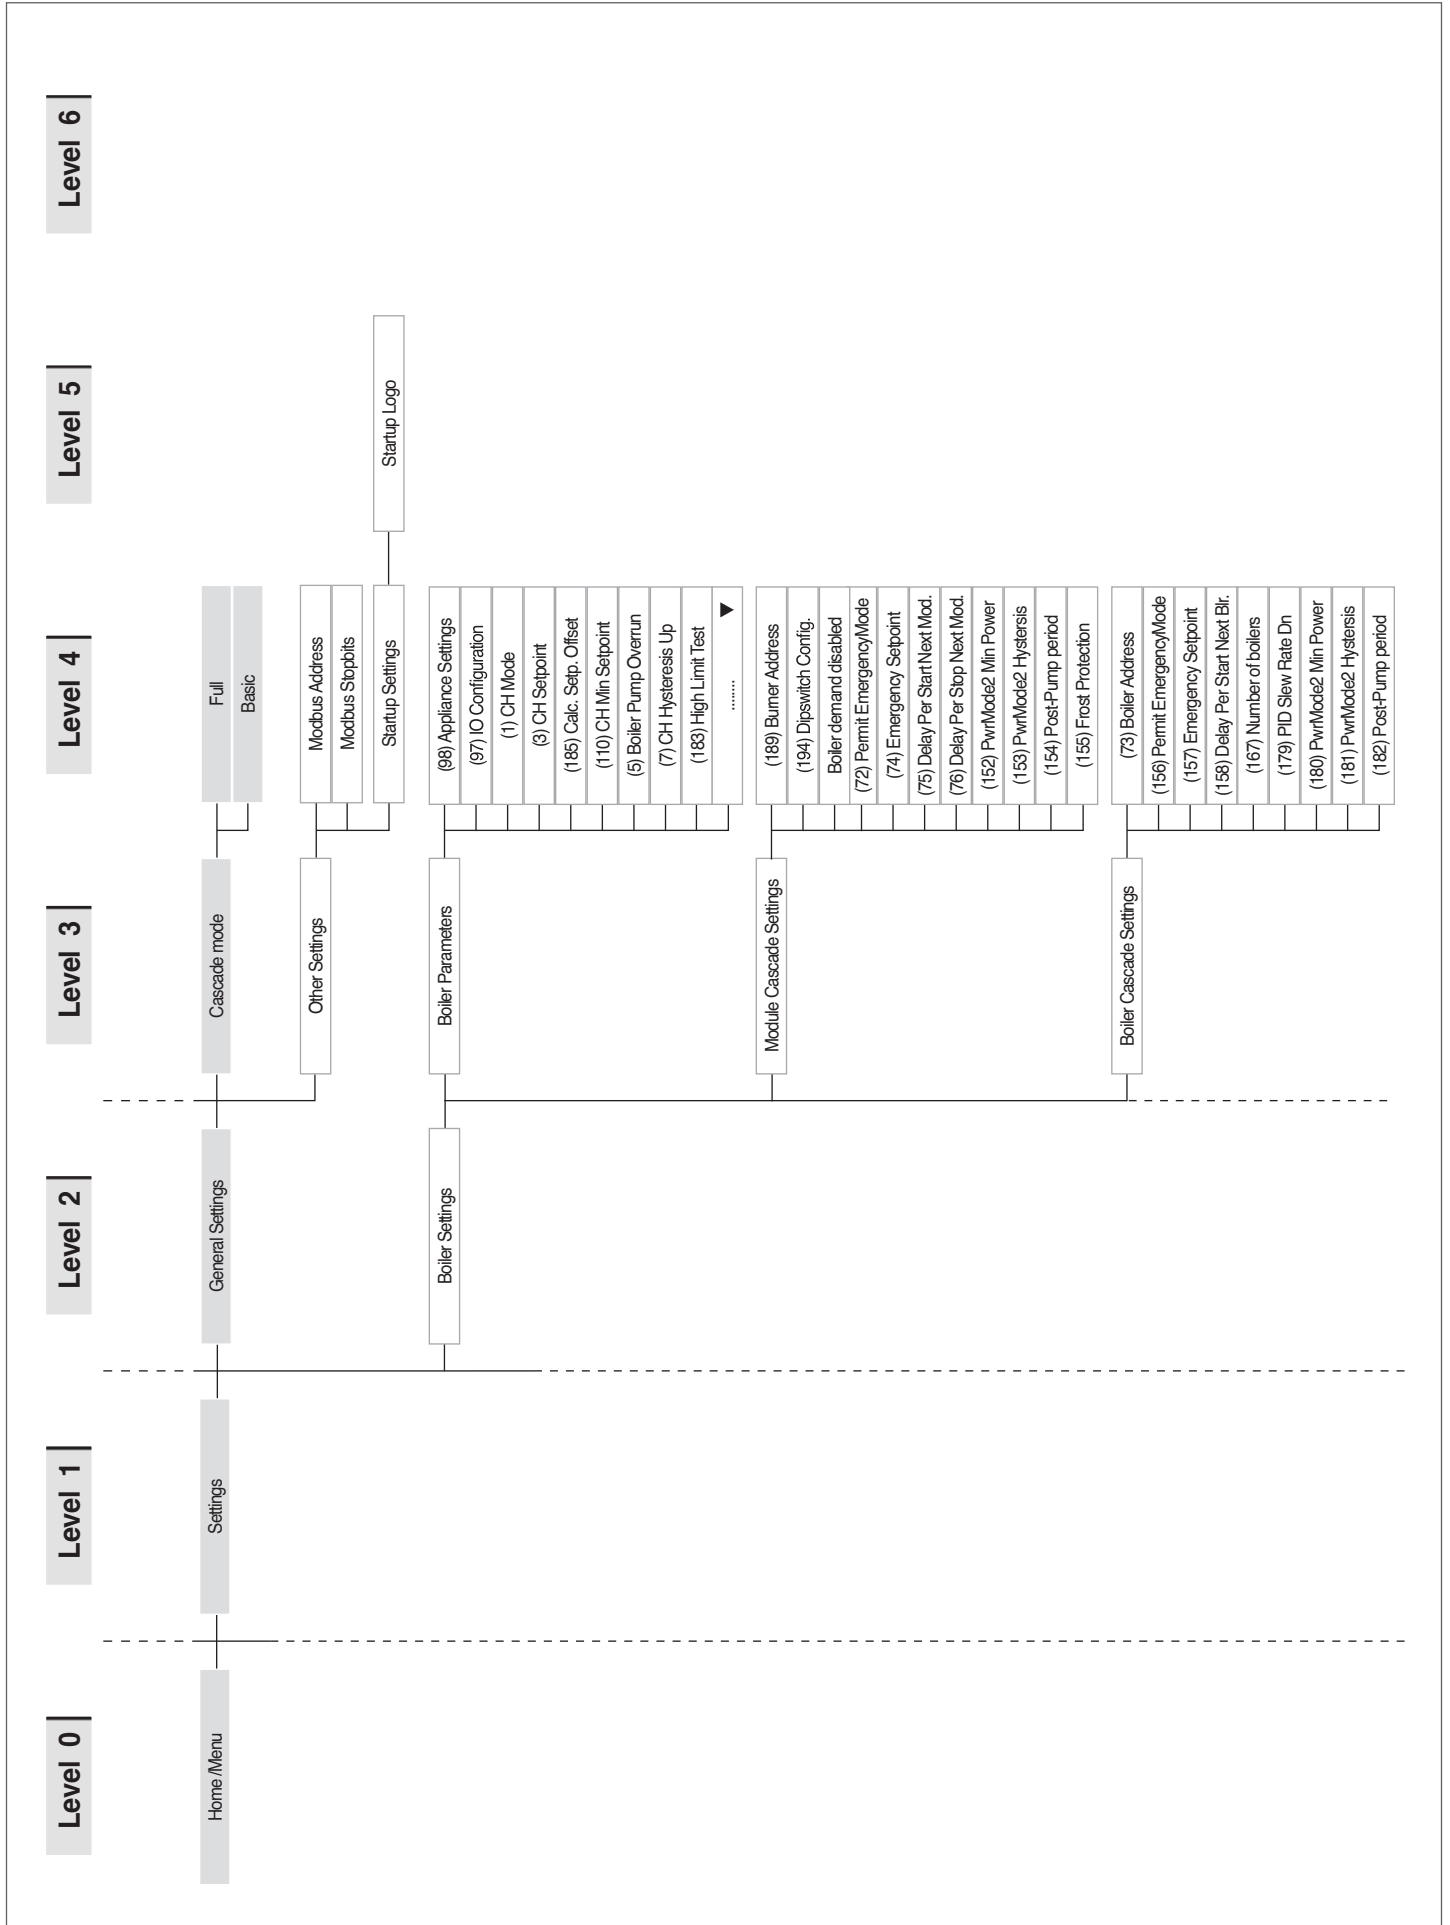 Level 0
Level 1
Level 2
Level 3
Level 4
Level 5
Level 6
Home /Menu
Settings
General Settings
Cascade mode
Full
Basic
Other Settings
Modbus Address
Modbus Stopbits
Startup Settings
Startup Logo
Boiler Settings
Boiler Parameters
(98) Appliance Settings
(97) IO Configuration
(1) CH Mode
(3) CH Setpoint
(185) Calc. Setp. Offset
(110) CH Min Setpoint
(5) Boiler Pump Overrun
(7) CH Hysteresis Up
(183) High Limit Test
.........
▼
Module Cascade Settings
(189) Burner Address
(194) Dipswitch Config.
Boiler demand disabled
(72) Permit EmergencyMode
(74) Emergency Setpoint
(75) Delay Per Start Next Mod.
(76) Delay Per Stop Next Mod.
(152) PwrMode2 Min Power
(153) PwrMode2 Hystersis
(154) Post-Pump period
(155) Frost Protection
Boiler Cascade Settings
(73) Boiler Address
(156) Permit EmergencyMode
(157) Emergency Setpoint
(158) Delay Per Start Next Blr.
(167) Number of boilers
(179) PID Slew Rate Dn
(180) PwrMode2 Min Power
(181) PwrMode2 Hystersis
(182) Post-Pump period